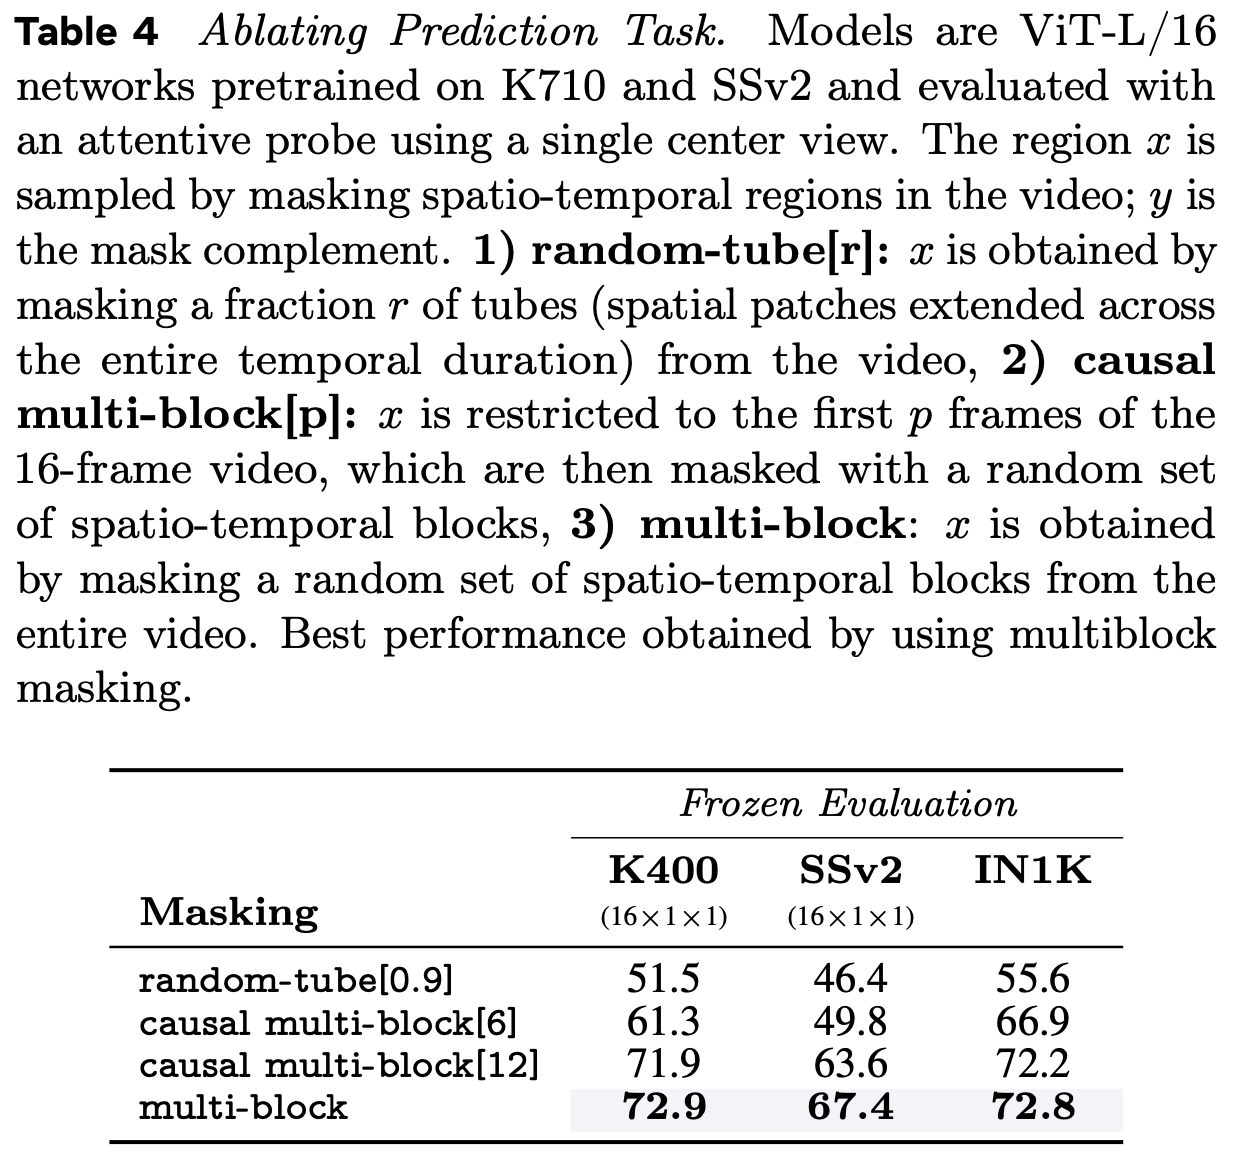 Table 4 Ablating Prediction Task. Models are ViT-L/16
networks pretrained on K710 and SSv2 and evaluated with
an attentive probe using a single center view. The region x is
sampled by masking spatio-temporal regions in the video; y is
the mask complement. 1) random-tube[r]: x is obtained by
masking a fraction r of tubes (spatial patches extended across
the entire temporal duration) from the video, 2) causal
multi-block[p]: x is restricted to the first p frames of the
16-frame video, which are then masked with a random set
of spatio-temporal blocks, 3) multi-block: x is obtained
by masking a random set of spatio-temporal blocks from the
entire video. Best performance obtained by using multiblock
masking.
Frozen Evaluation
K400 SSv2 IN1K
Masking (16×1×1) (16×1×1)
random-tube[0.9] 51.5 46.4 55.6
causal multi-block[6] 61.3 49.8 66.9
causal multi-block[12] 71.9 63.6 72.2
multi-block 72.9 67.4 72.8